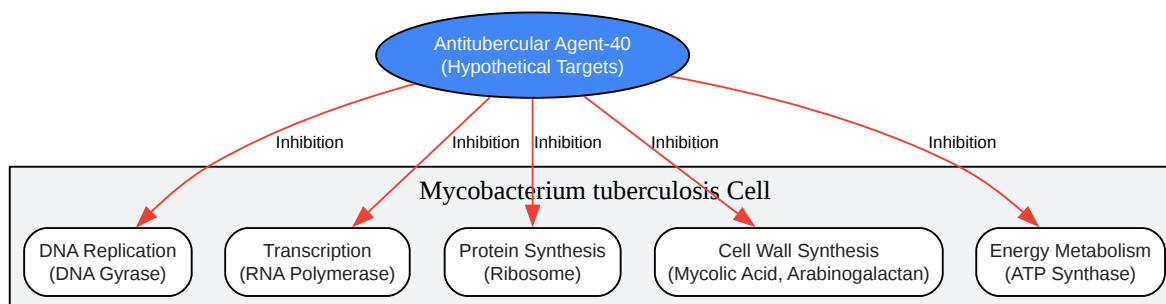 Antitubercular Agent-40
(Hypothetical Targets)
Inhibition
Inhibition
Inhibition
Inhibition
Inhibition
Mycobacterium tuberculosis Cell
DNA Replication
(DNA Gyrase)
Transcription
(RNA Polymerase)
Protein Synthesis
(Ribosome)
Cell Wall Synthesis
(Mycolic Acid, Arabinogalactan)
Energy Metabolism
(ATP Synthase)